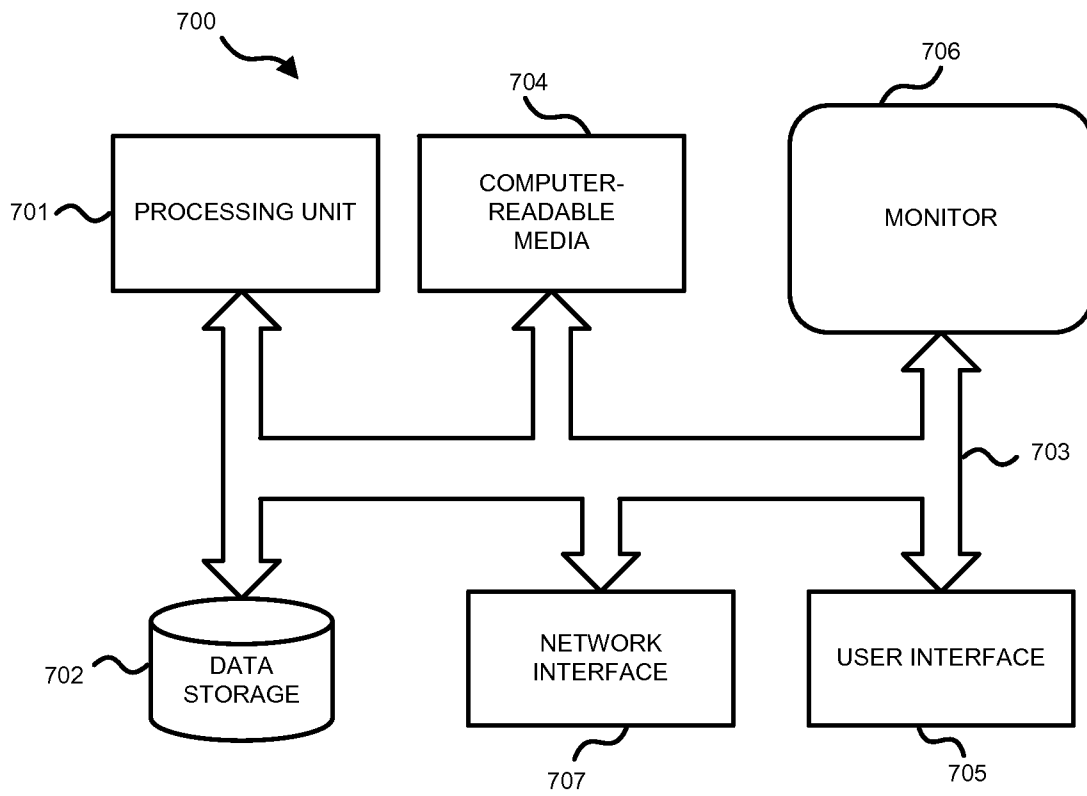 700
704
706
701
PROCESSING UNIT
COMPUTER-
READABLE
MEDIA
MONITOR
703
702
DATA
STORAGE
NETWORK
INTERFACE
USER INTERFACE
707
705